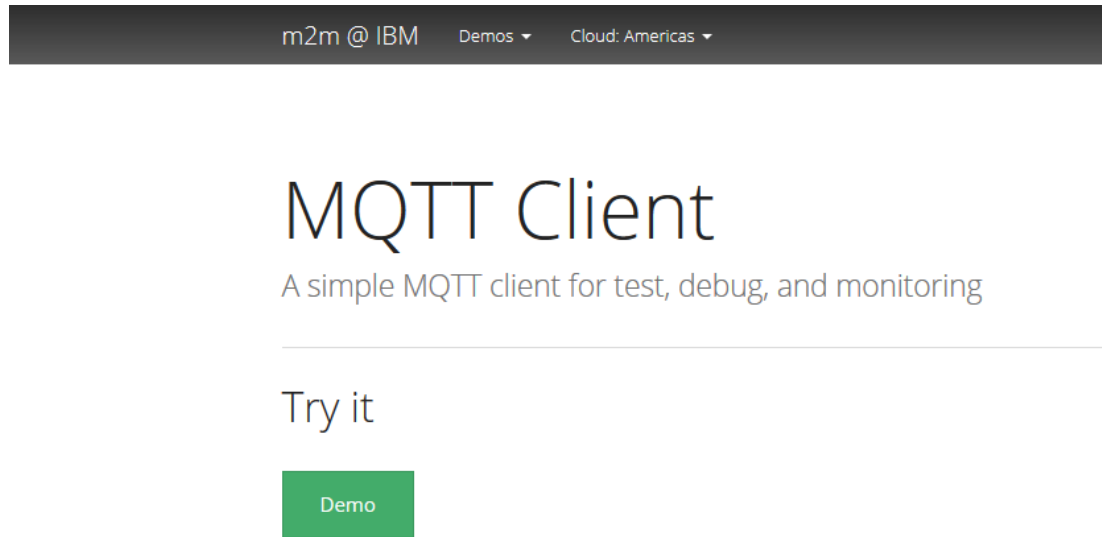 m2m @ IBM Demos Cloud: Americas
MQTT Client
A simple MQTT client for test, debug, and monitoring
Try it
Demo